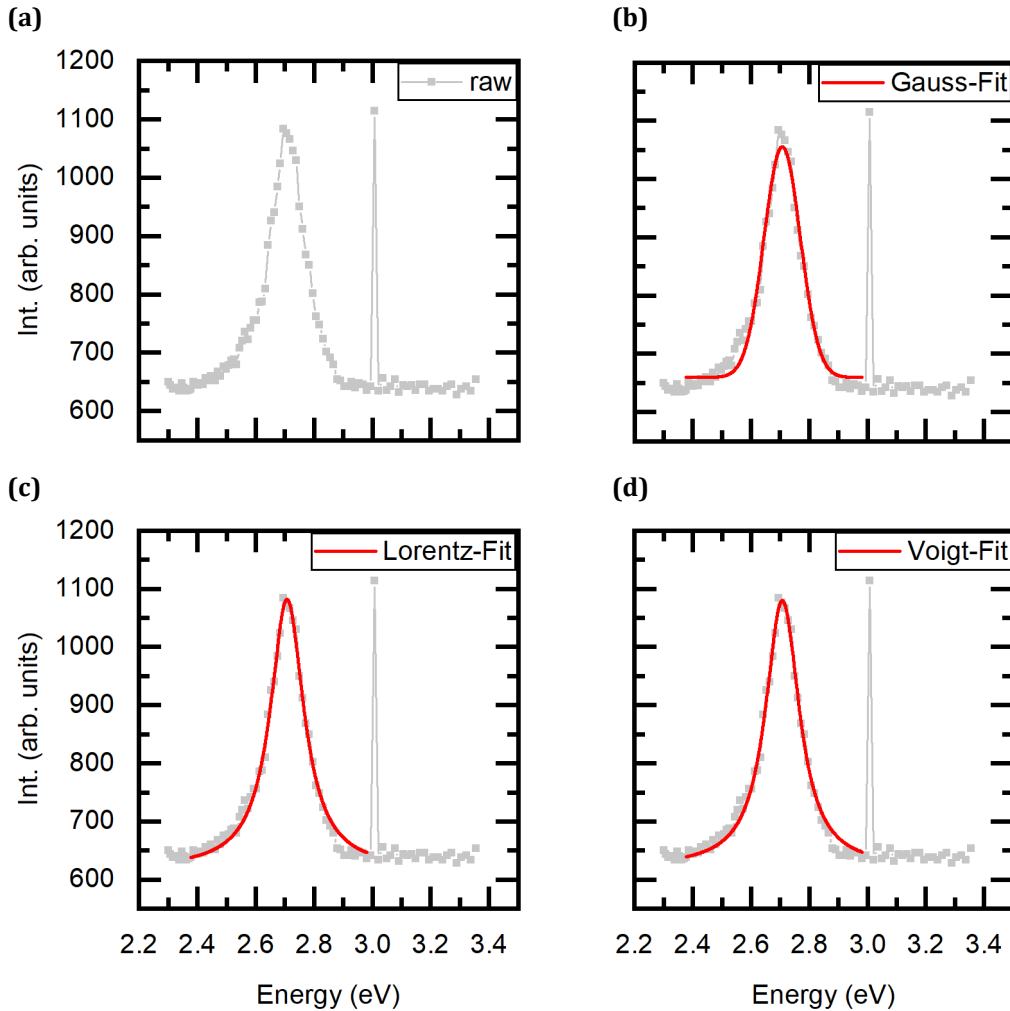 (a)
(b)
1200
1100
1000
900
800
700
600
Int. (arb. units)
raw
Gauss-Fit
(c)
(d)
1200
1100
1000
900
800
700
600
Int. (arb. units)
Lorentz-Fit
Voigt-Fit
2.2 2.4 2.6 2.8 3.0 3.2 3.4
2.2 2.4 2.6 2.8 3.0 3.2 3.4
Energy (eV)
Energy (eV)